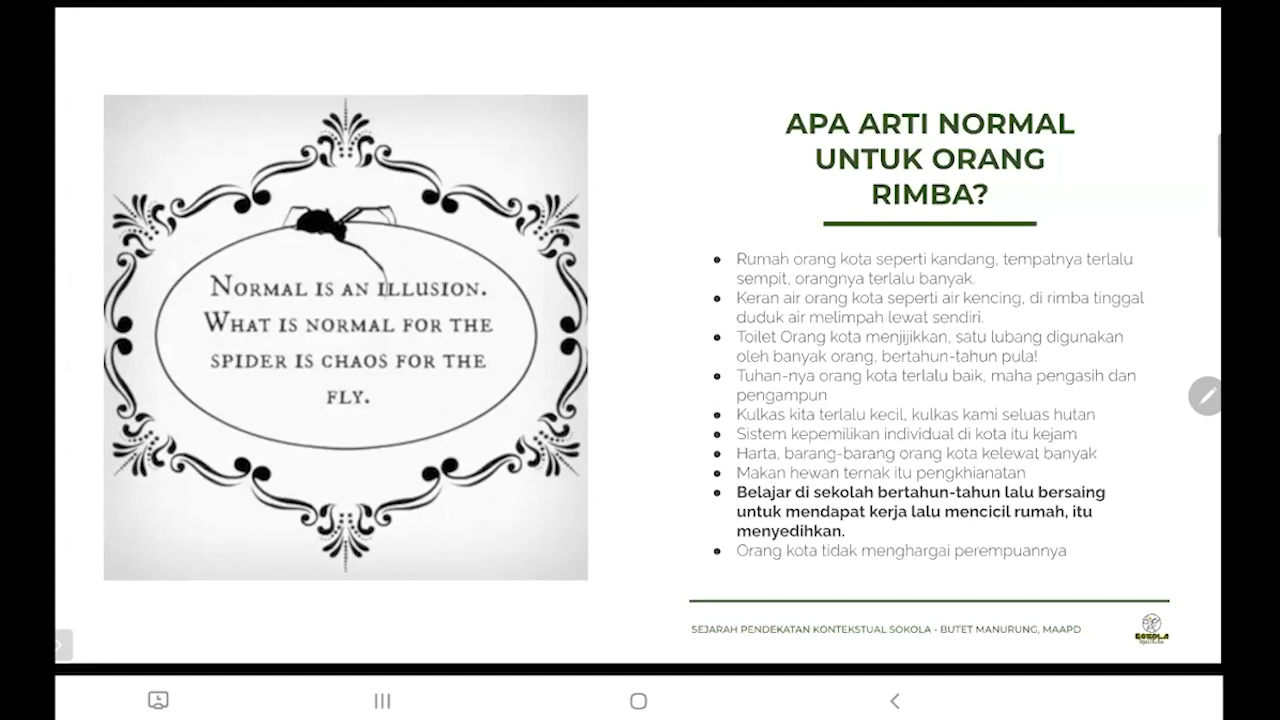 NORMAL IS AN ILLUSION.
WHAT IS NORMAL FOR THE
SPIDER IS CHAOS FOR THE
FLY.
APA ARTI NORMAL
UNTUK ORANG
RIMBA?
• Rumah orang kota seperti kandang, tempatnya terlalu
sempit, orangnya terlalu banyak.
• Keran air orang kota seperti air kencing, di rimba tinggal
duduk air melimpah lewat sendiri.
• Toilet Orang kota menjijikkan, satu lubang digunakan
oleh banyak orang, bertahun-tahun pula!
• Tuhan-nya orang kota terlalu baik, maha pengasih dan
pengampun
• Kulkas kita terlalu kecil, kulkas kami seluas hutan
• Sistem kepemilikan individual di kota itu kejam
• Harta, barang-barang orang kota kelewat banyak
• Makan hewan ternak itu pengkhianatan
• Belajar di sekolah bertahun-tahun lalu bersaing
untuk mendapat kerja lalu mencicil rumah, itu
menyedihkan.
• Orang kota tidak menghargai perempuannya
SEJARAH PENDEKATAN KONTEKSTUAL SOKOLA - BUTET MANURUNG, MAAPD
SOKOLA